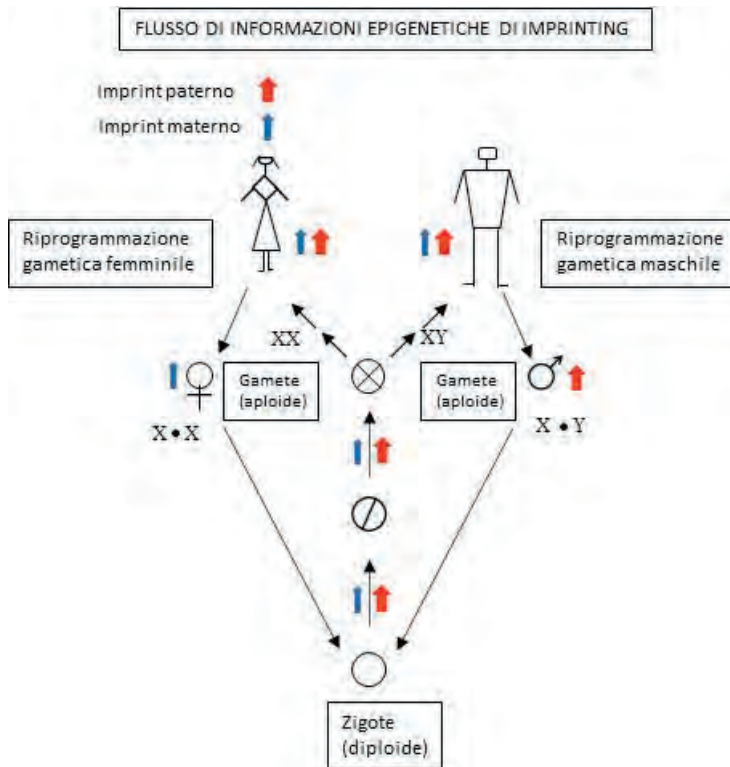 FLUSSO DI INFORMAZIONI EPIGENETICHE DI IMPRINTING
Imprint paterno
Imprint materno
Riprogrammazione
gametica femminile
Riprogrammazione
gametica maschile
XX
XY
Gamete
(aploide)
Gamete
(aploide)
X • X
X • Y
Zigote
(diploide)